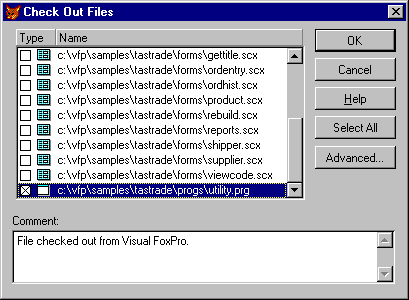 Check Out Files
Type Name
c:\vfp\samples\tastrade\forms\gettitle.scx
c:\vfp\samples\tastrade\forms\ordentry.scx
c:\vfp\samples\tastrade\forms\ordhist.scx
c:\vfp\samples\tastrade\forms\product.scx
c:\vfp\samples\tastrade\forms\rebuild.scx
c:\vfp\samples\tastrade\forms\reports.scx
c:\vfp\samples\tastrade\forms\shipper.scx
c:\vfp\samples\tastrade\forms\supplier.scx
c:\vfp\samples\tastrade\forms\viewcode.scx
c:\vfp\samples\tastrade\progs\utility.prg
OK
Cancel
Help
Select All
Advanced...
Comment:
File checked out from Visual FoxPro.